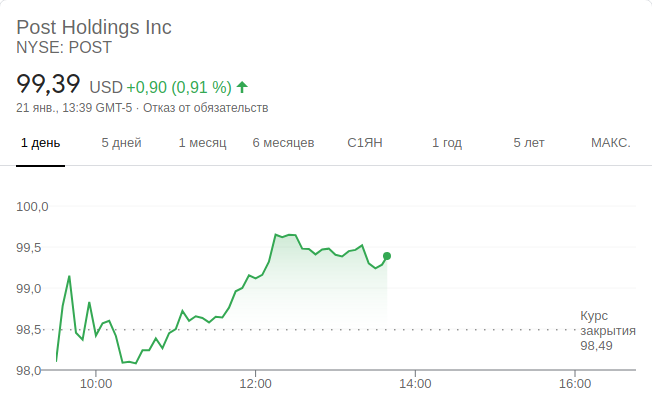 Post Holdings Inc
NYSE: POST
99,39 USD +0,90 (0,91 %)
21 янв., 13:39 GMT-5 · Отказ от обязательств
1 день 5 дней 1 месяц 6 месяцев С1ЯН 1 год 5 лет МАКС.
100,0
99,5
99,0
98,5
98,0
Курс
закрытия
98,49
10:00 12:00 14:00 16:00